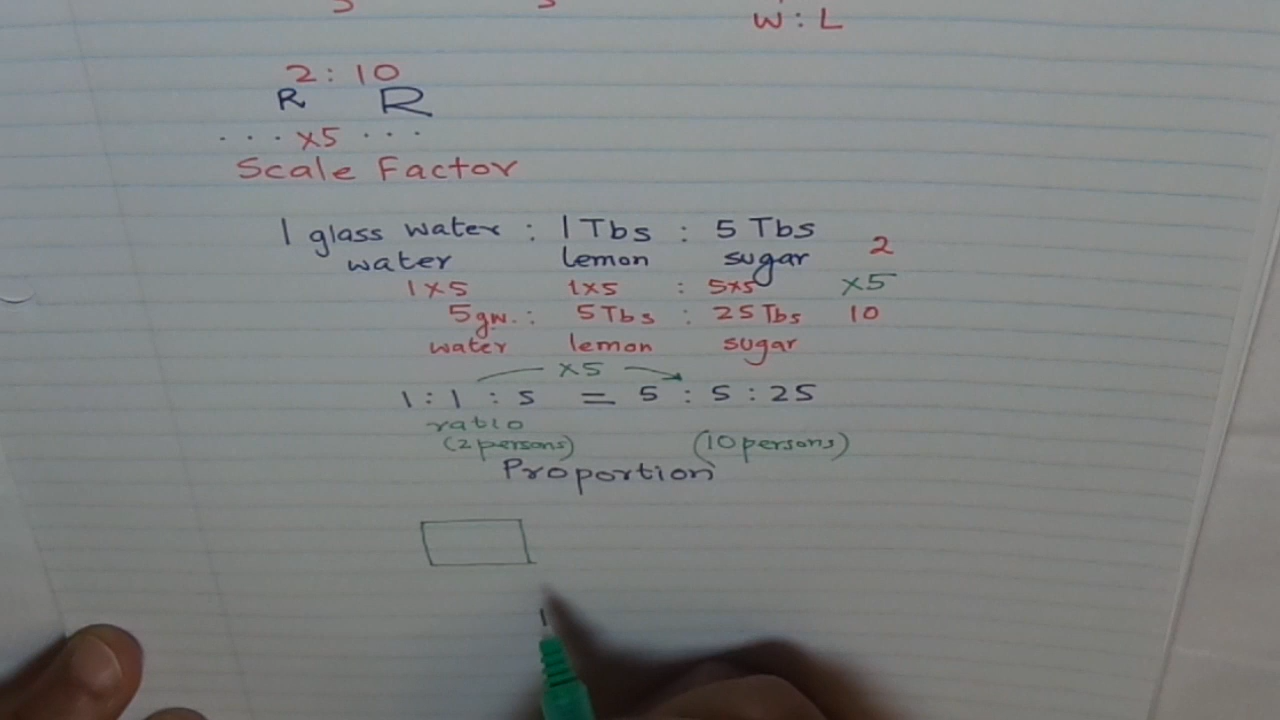 W : L
2 : 10
R R
. . . x5 . . .
Scale Factor
1 glass water : 1 Tbs : 5 Tbs
water lemon sugar 2
1x5 1x5 : 5x5 x5
5gw. : 5 Tbs : 25 Tbs 10
water lemon sugar
x5
1 : 1 : 5 = 5 : 5 : 25
ratio
(2 persons) (10 persons)
Proportion